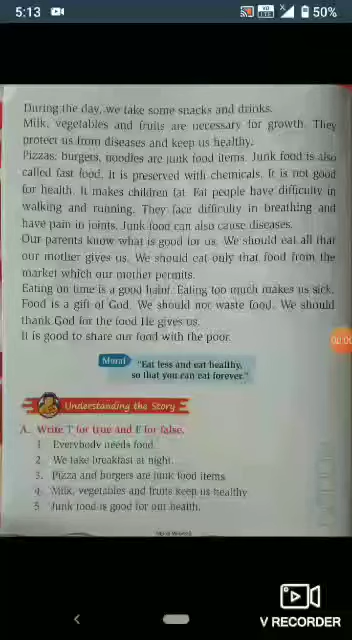 5:13
50%
During the day, we take some snacks and drinks.
Milk, vegetables and fruits are necessary for growth. They
protect us from diseases and keep us healthy.
Pizzas, burgers, noodles are junk food items. Junk food is also
called fast food. It is preserved with chemicals. It is not good
for health. It makes children fat. Fat people have difficulty in
walking and running. They face difficulty in breathing and
have pain in joints. Junk food can also cause diseases.
Our parents know what is good for us. We should eat all that
our mother gives us. We should eat only that food from the
market which our mother permits.
Eating on time is a good habit. Eating too much makes us sick.
Food is a gift of God. We should not waste food. We should
thank God for the food He gives us.
It is good to share our food with the poor.
00:00
Moral
"Eat less and eat healthy,
so that you can eat forever."
Understanding the Story
A. Write T for true and F for false.
1. Everybody needs food.
2. We take breakfast at night.
3. Pizza and burgers are junk food items
4. Milk, vegetables and fruits keep us healthy
5. Junk food is good for our health.
V RECORDER